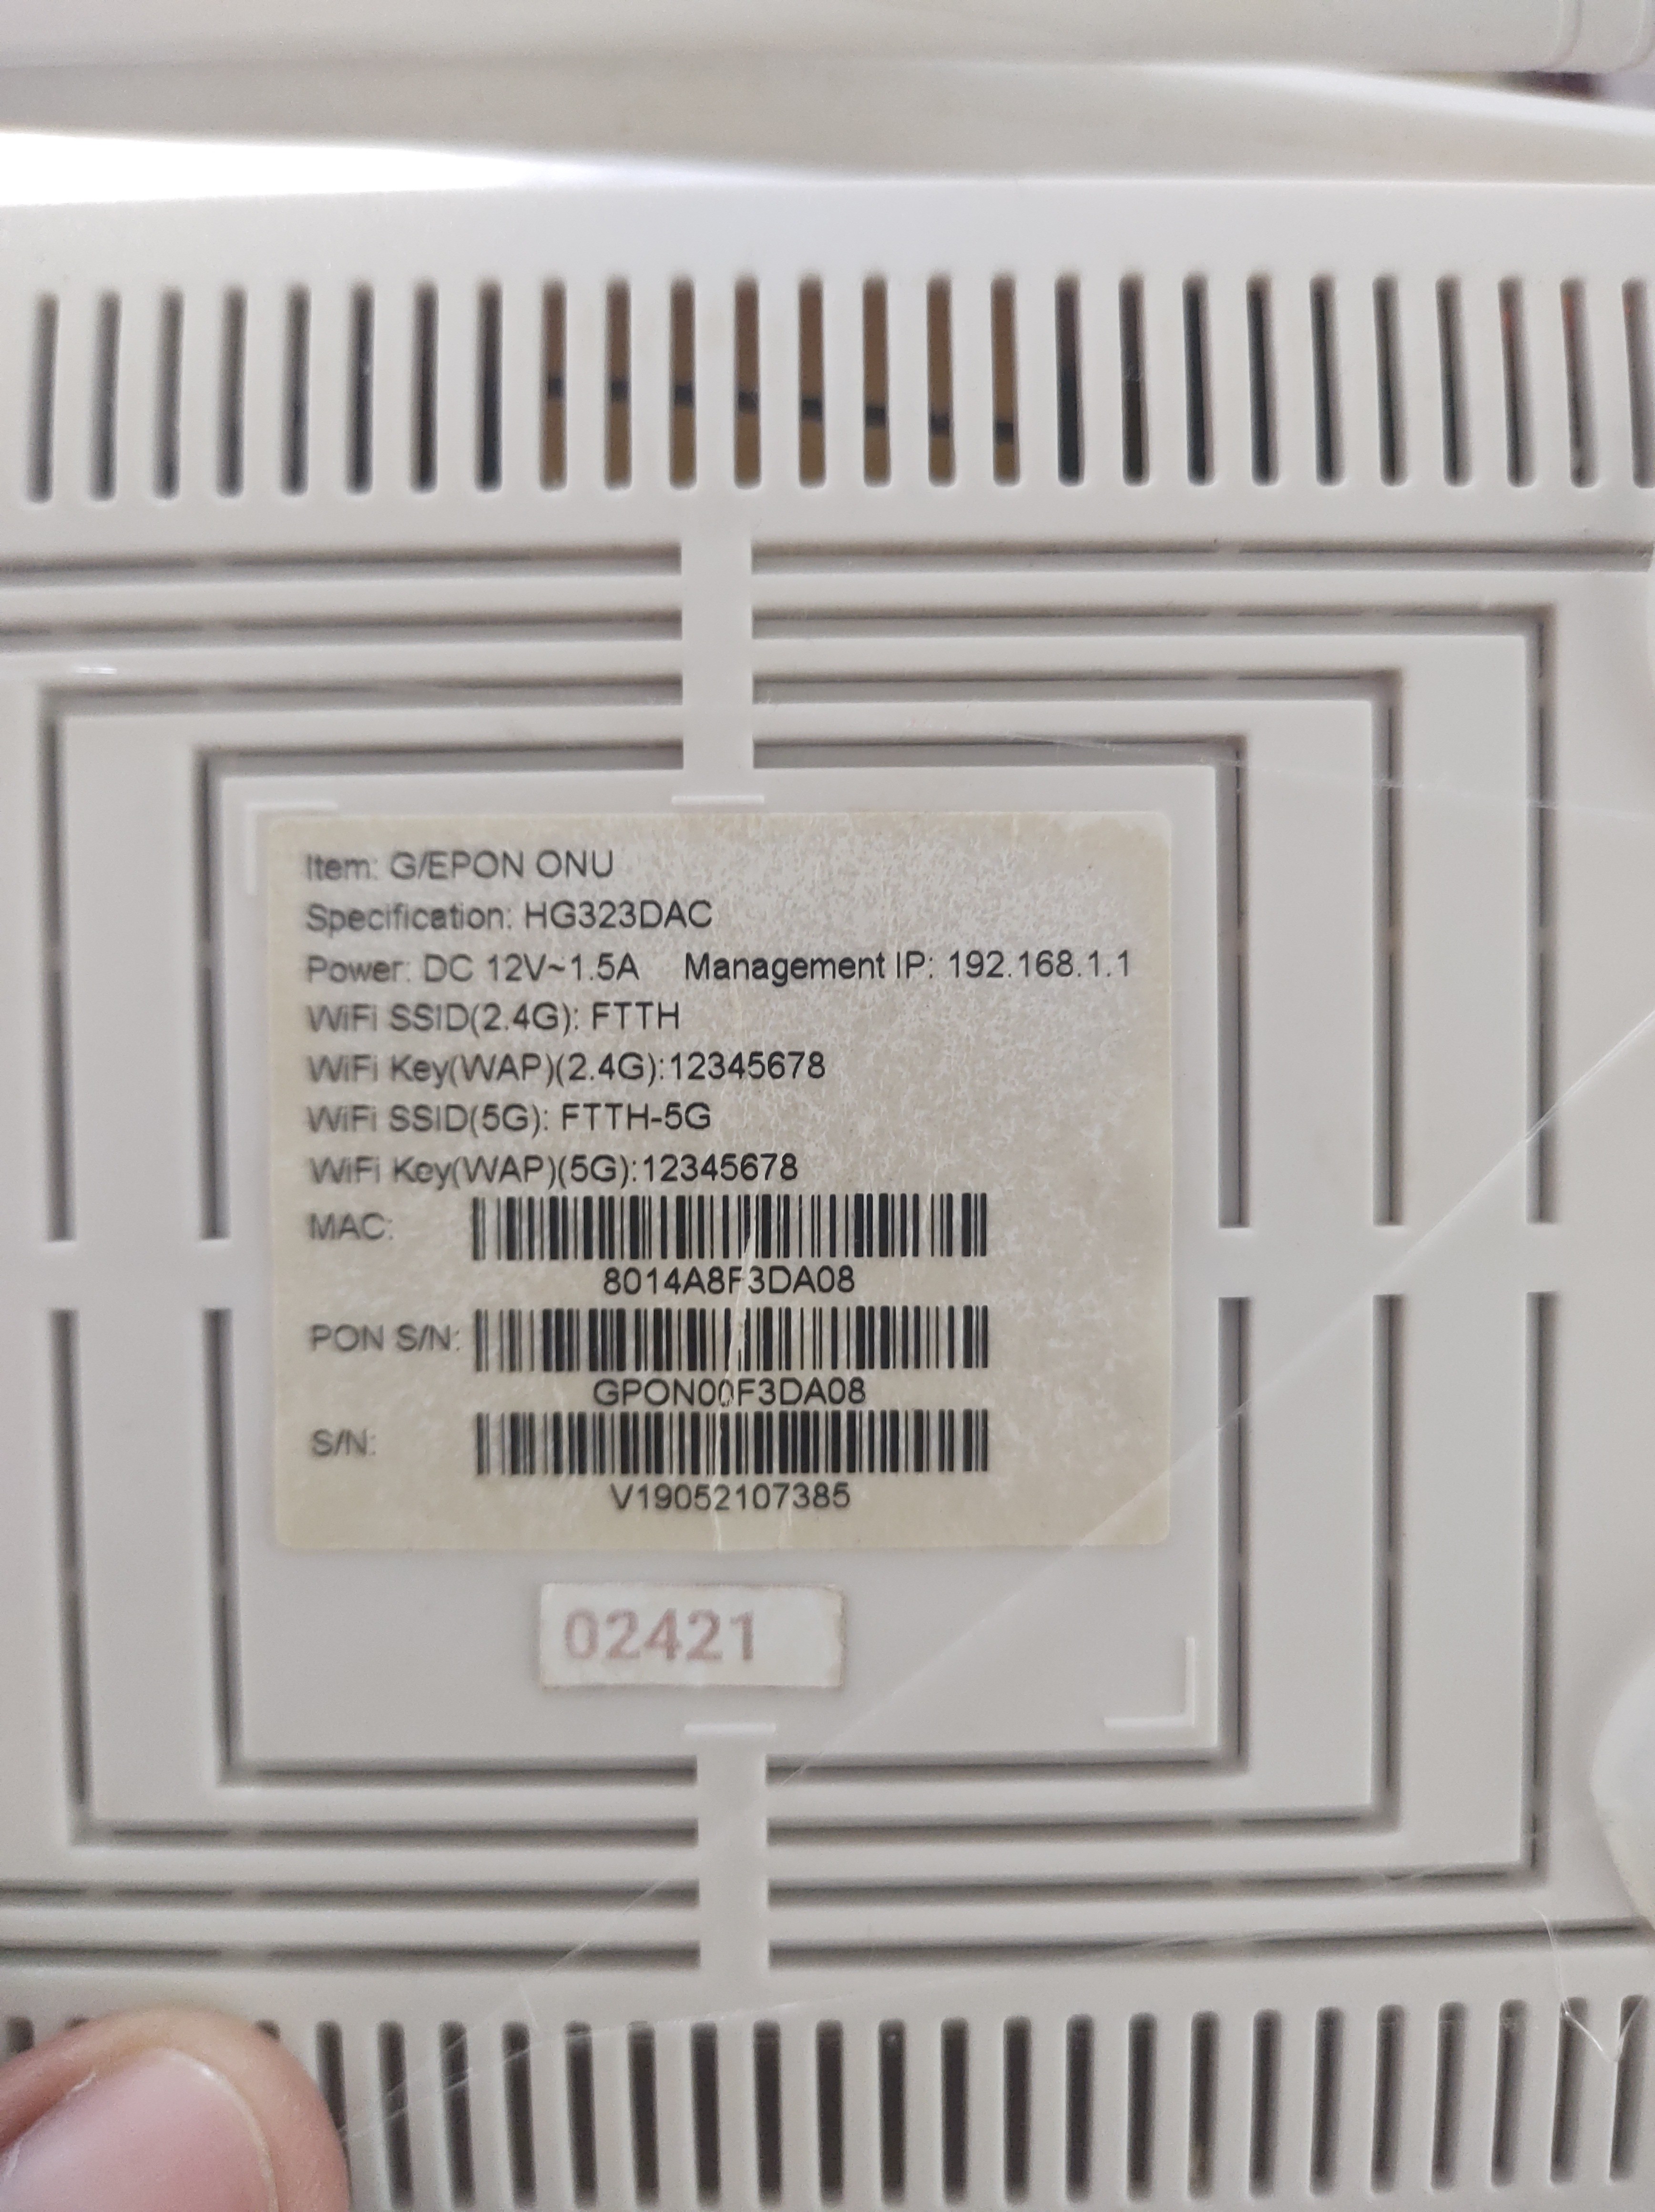 Item: G/EPON ONU
Specification: HG323DAC
Power: DC 12V~1.5A Management IP: 192.168.1.1
WiFi SSID(2.4G): FTTH
WiFi Key(WAP)(2.4G):12345678
WiFi SSID(5G): FTTH-5G
WiFi Key(WAP)(5G):12345678
MAC:
8014A8F3DA08
PON S/N:
GPON00F3DA08
S/N:
V19052107385
02421